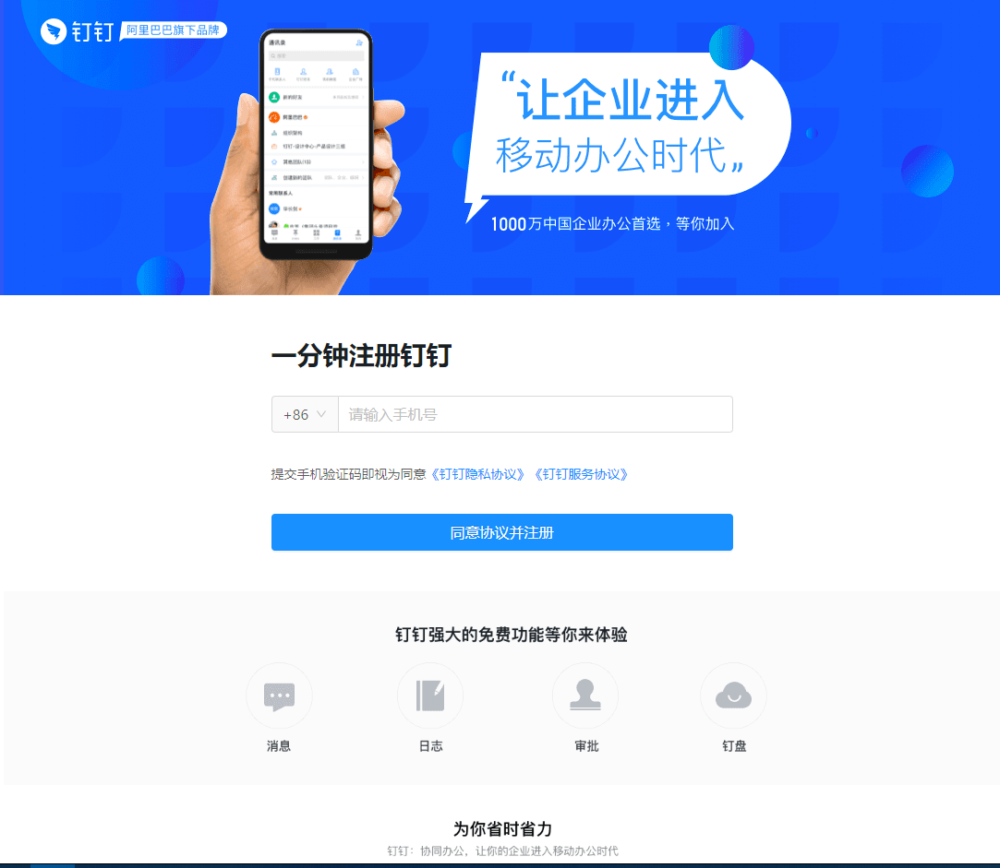 钉钉 阿里巴巴旗下品牌
通讯录
搜索
新的好友
阿里巴巴
组织架构
钉钉-设计中心-产品设计三组
其他团队(13)
创建新的团队
常用联系人
“让企业进入
移动办公时代„
1000万中国企业办公首选，等你加入
一分钟注册钉钉
+86 请输入手机号
提交手机验证码即视为同意《钉钉隐私协议》《钉钉服务协议》
同意协议并注册
钉钉强大的免费功能等你来体验
消息 日志 审批 钉盘
为你省时省力
钉钉：协同办公，让你的企业进入移动办公时代